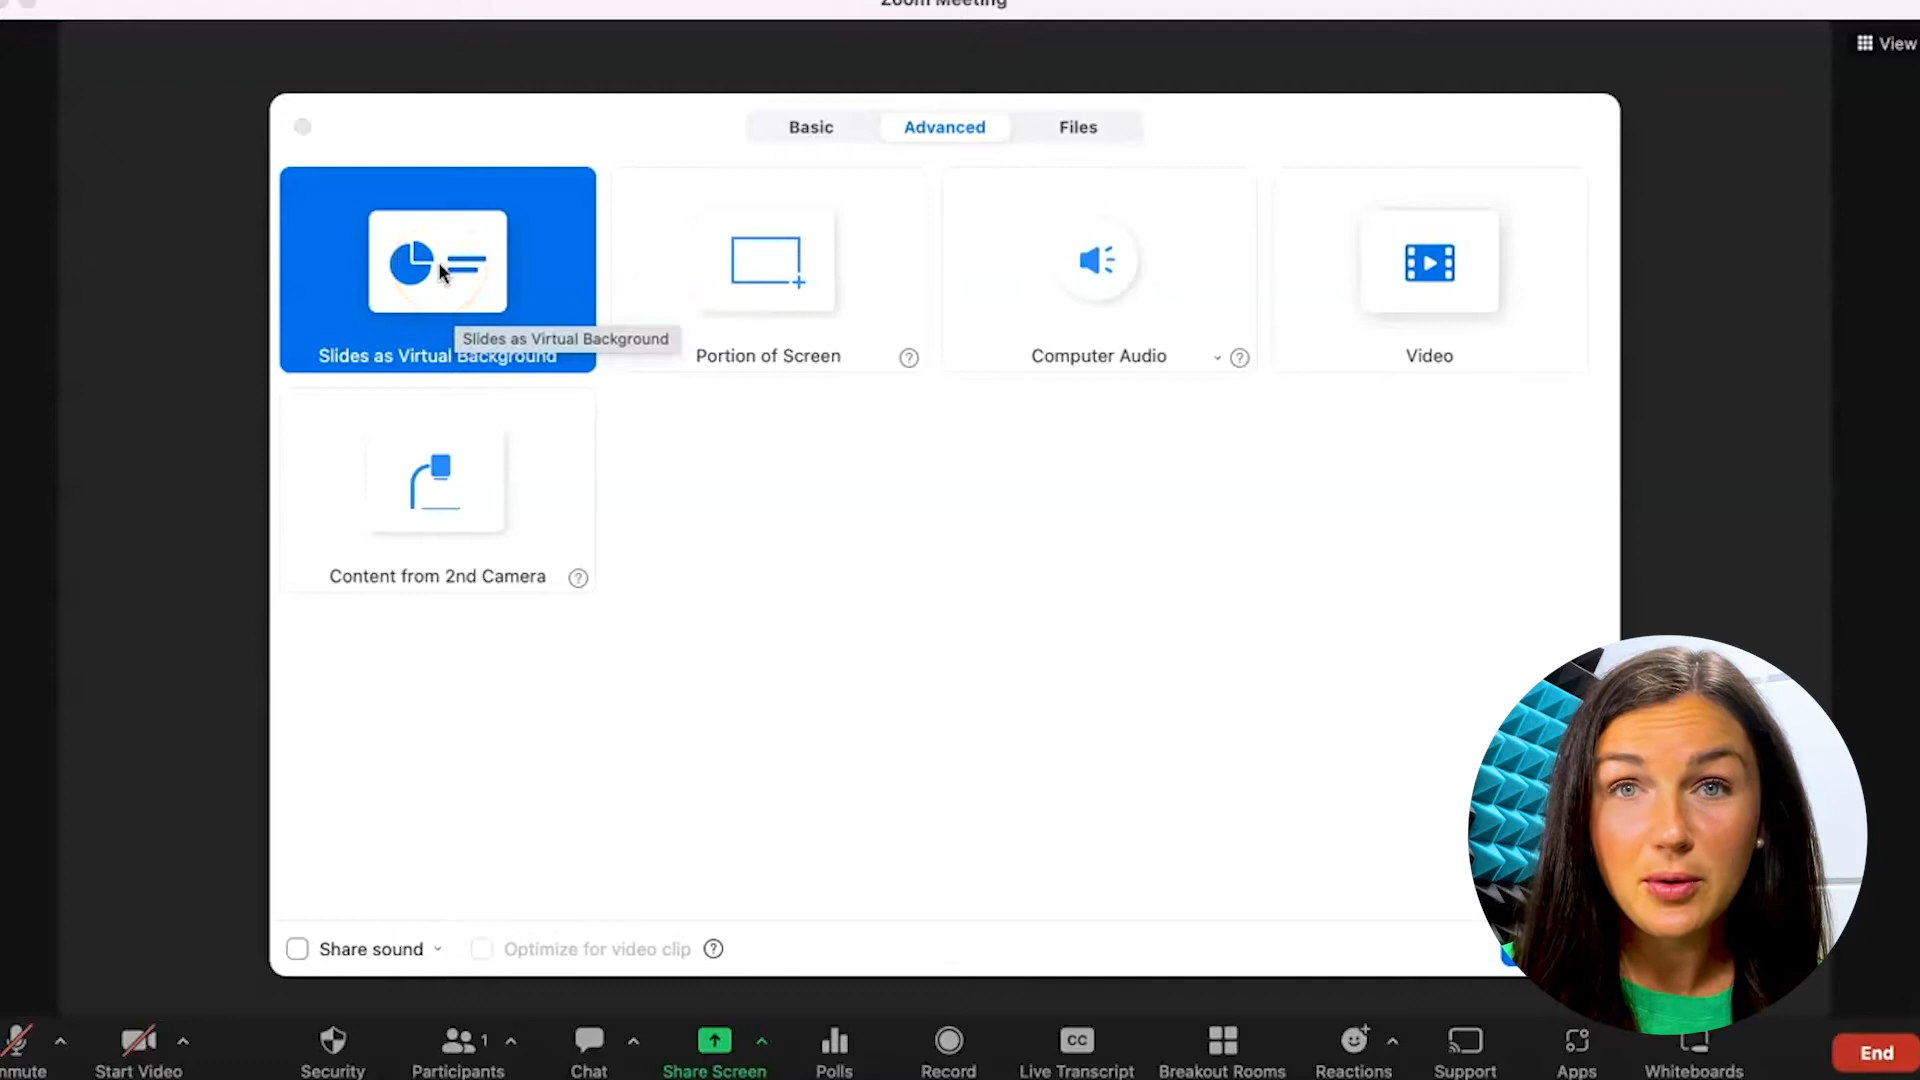 Zoom Meeting
View
Basic
Advanced
Files
Slides as Virtual Background
Slides as Virtual Background
Portion of Screen
?
Computer Audio
?
Video
Content from 2nd Camera
?
Share sound
Optimize for video clip
?
nmute
Start Video
Security
1
Participants
Chat
Share Screen
Polls
Record
CC
Live Transcript
Breakout Rooms
Reactions
Support
Apps
Whiteboards
End